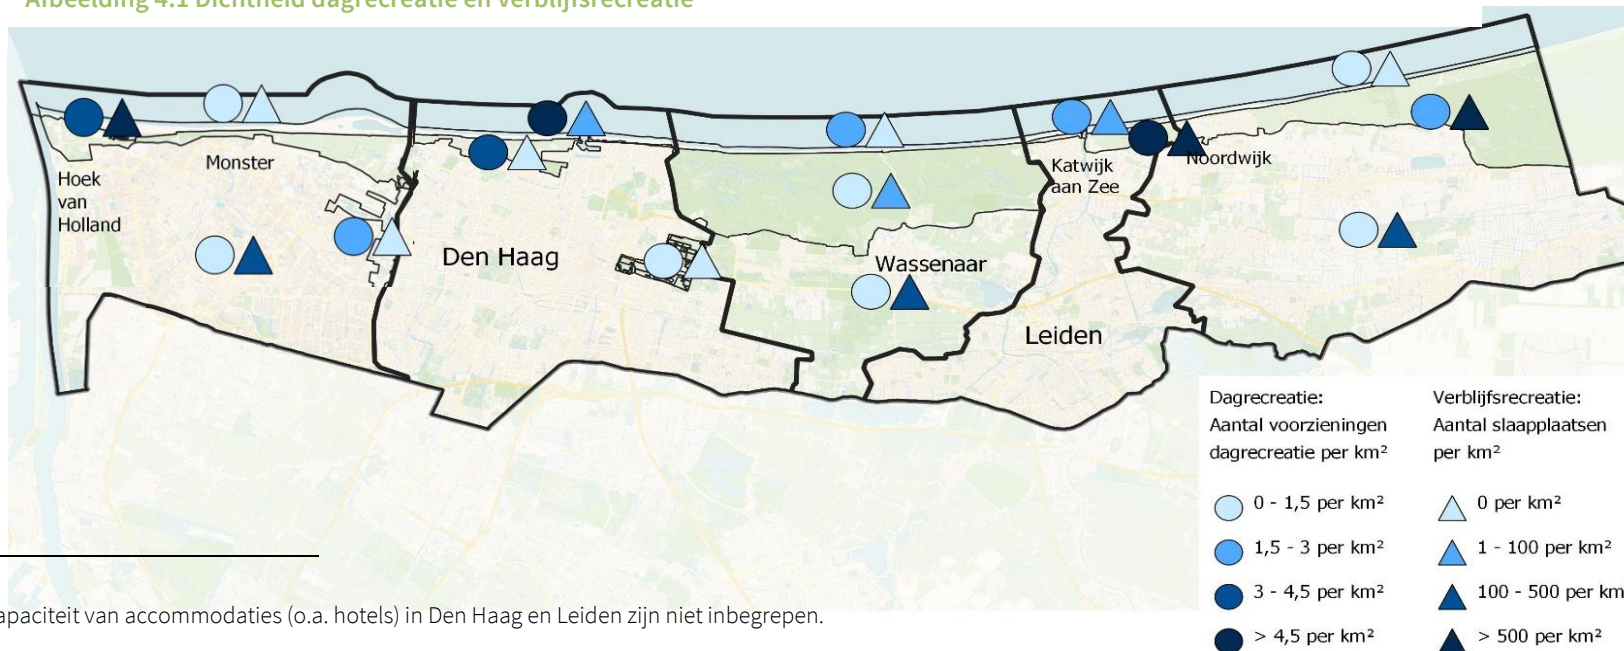 Afbeelding 4.1 Dichtheid dagrecreatie en verblijfsrecreatie
Monster
Hoek
van
Holland
Den Haag
Wassenaar
Katwijk
aan Zee
Noordwijk
Leiden
Dagrecreatie:
Aantal voorzieningen
dagrecreatie per km²
0 - 1,5 per km²
1,5 - 3 per km²
3 - 4,5 per km²
> 4,5 per km²
Verblijfsrecreatie:
Aantal slaapplaatsen
per km²
0 per km²
1 - 100 per km²
100 - 500 per km
> 500 per km²
apaciteit van accommodaties (o.a. hotels) in Den Haag en Leiden zijn niet inbegrepen.